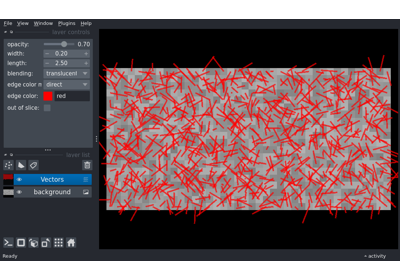 File View Window Plugins Help
layer controls
opacity: 0.70
width: − 0.20 +
length: − 2.50 +
blending: translucent
edge color m direct
edge color: red
out of slice:
layer list
Vectors
background
Ready
activity